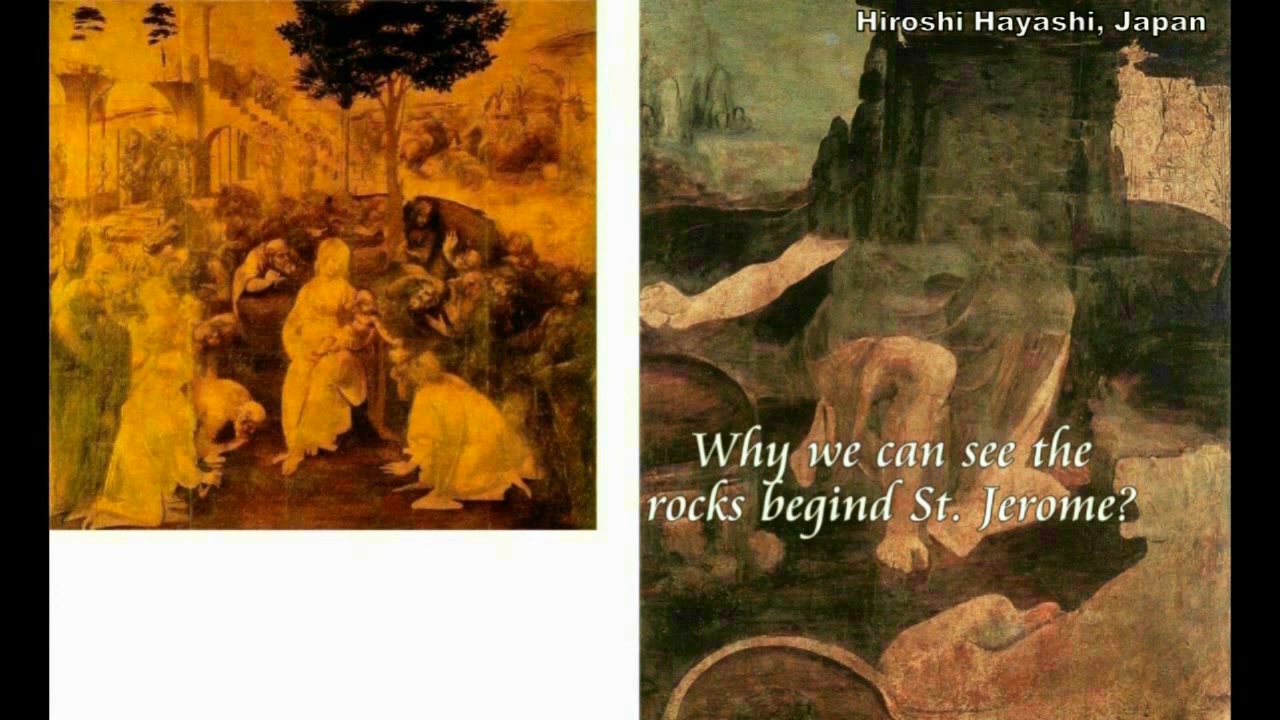 Hiroshi Hayashi, Japan
Why we can see the
rocks begind St. Jerome?